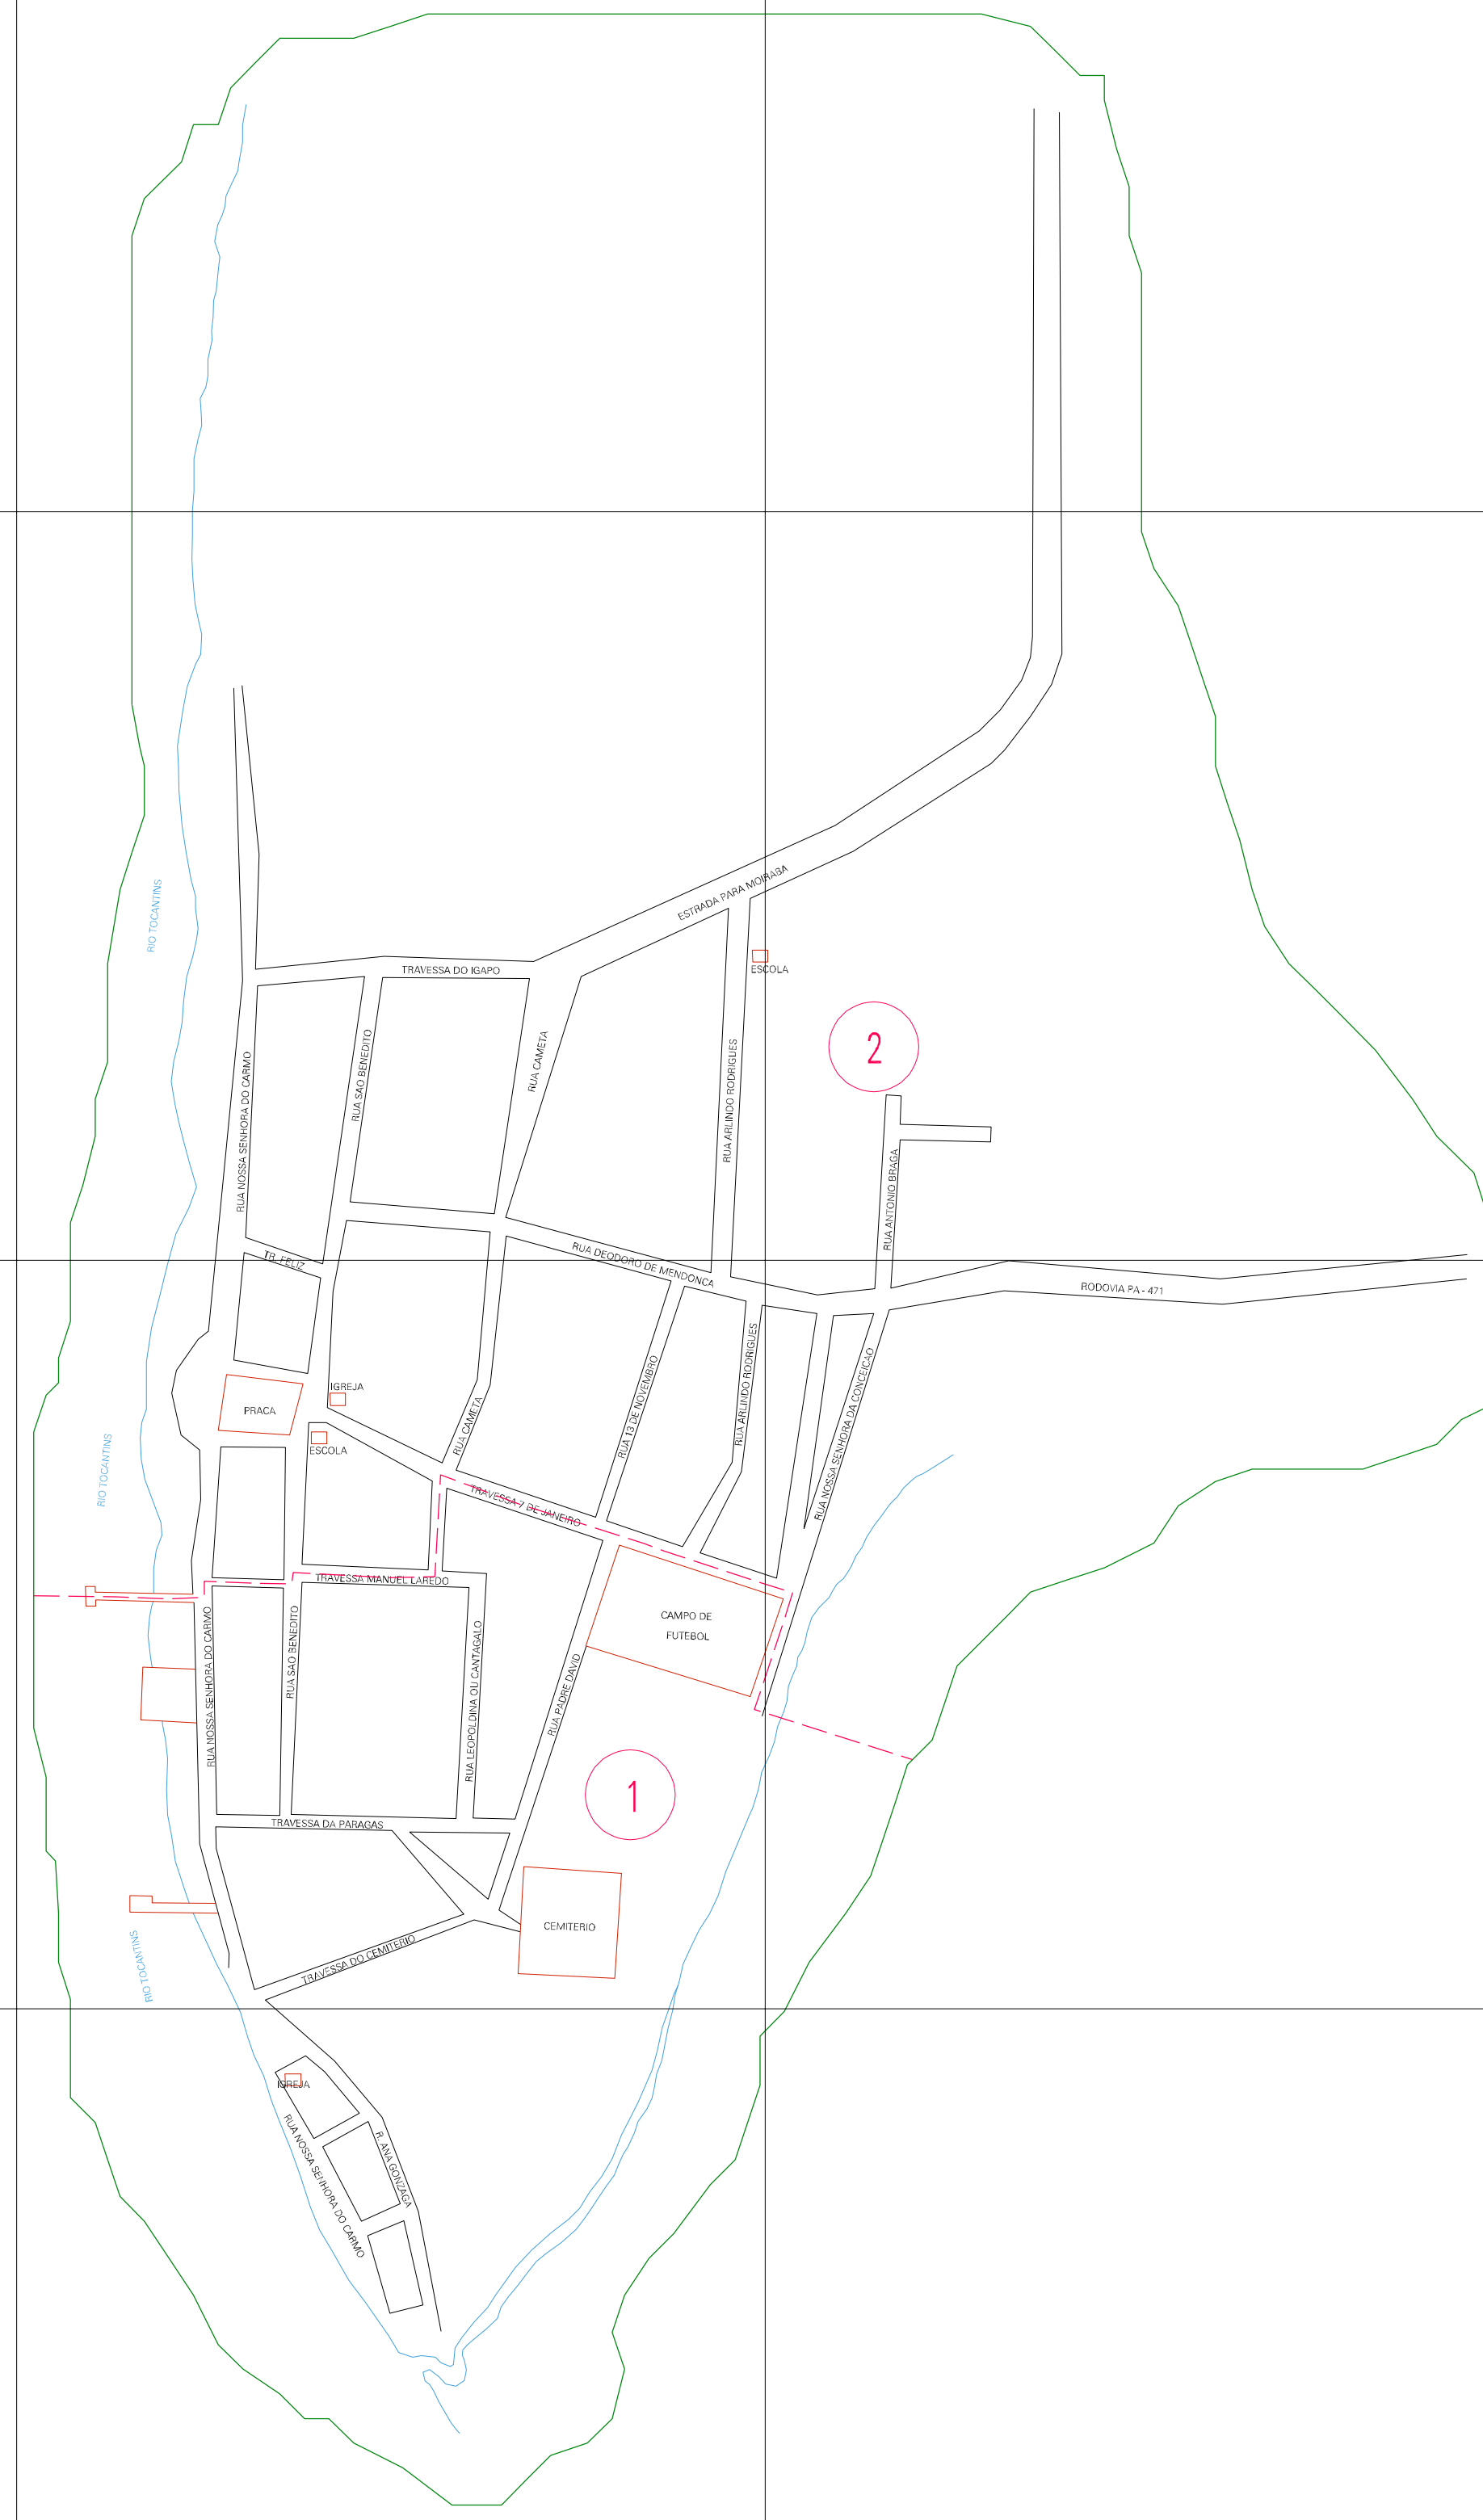 RIO TOCANTINS
ESTRADA PARA MOIRABA
TRAVESSA DO IGAPO
ESCOLA
RUA NOSSA SENHORA DO CARMO
RUA SAO BENEDITO
RUA CAMETA
RUA ARLINDO RODRIGUES
2
RUA ANTONIO BRAGA
TR. FELIZ
RUA DEODORO DE MENDONCA
RODOVIA PA - 471
IGREJA
PRACA
ESCOLA
RUA CAMETA
RUA 13 DE NOVEMBRO
RUA ARLINDO RODRIGUES
RUA NOSSA SENHORA DA CONCEICAO
RIO TOCANTINS
TRAVESSA 7 DE JANEIRO
TRAVESSA MANUEL LAREDO
CAMPO DE
FUTEBOL
RUA NOSSA SENHORA DO CARMO
RUA SAO BENEDITO
RUA LEOPOLDINA OU CANTAGALO
RUA PADRE DAVID
1
TRAVESSA DA PARAGAS
CEMITERIO
TRAVESSA DO CEMITERIO
RIO TOCANTINS
IGREJA
RUA NOSSA SENHORA DO CARMO
R. ANA GONZAGA